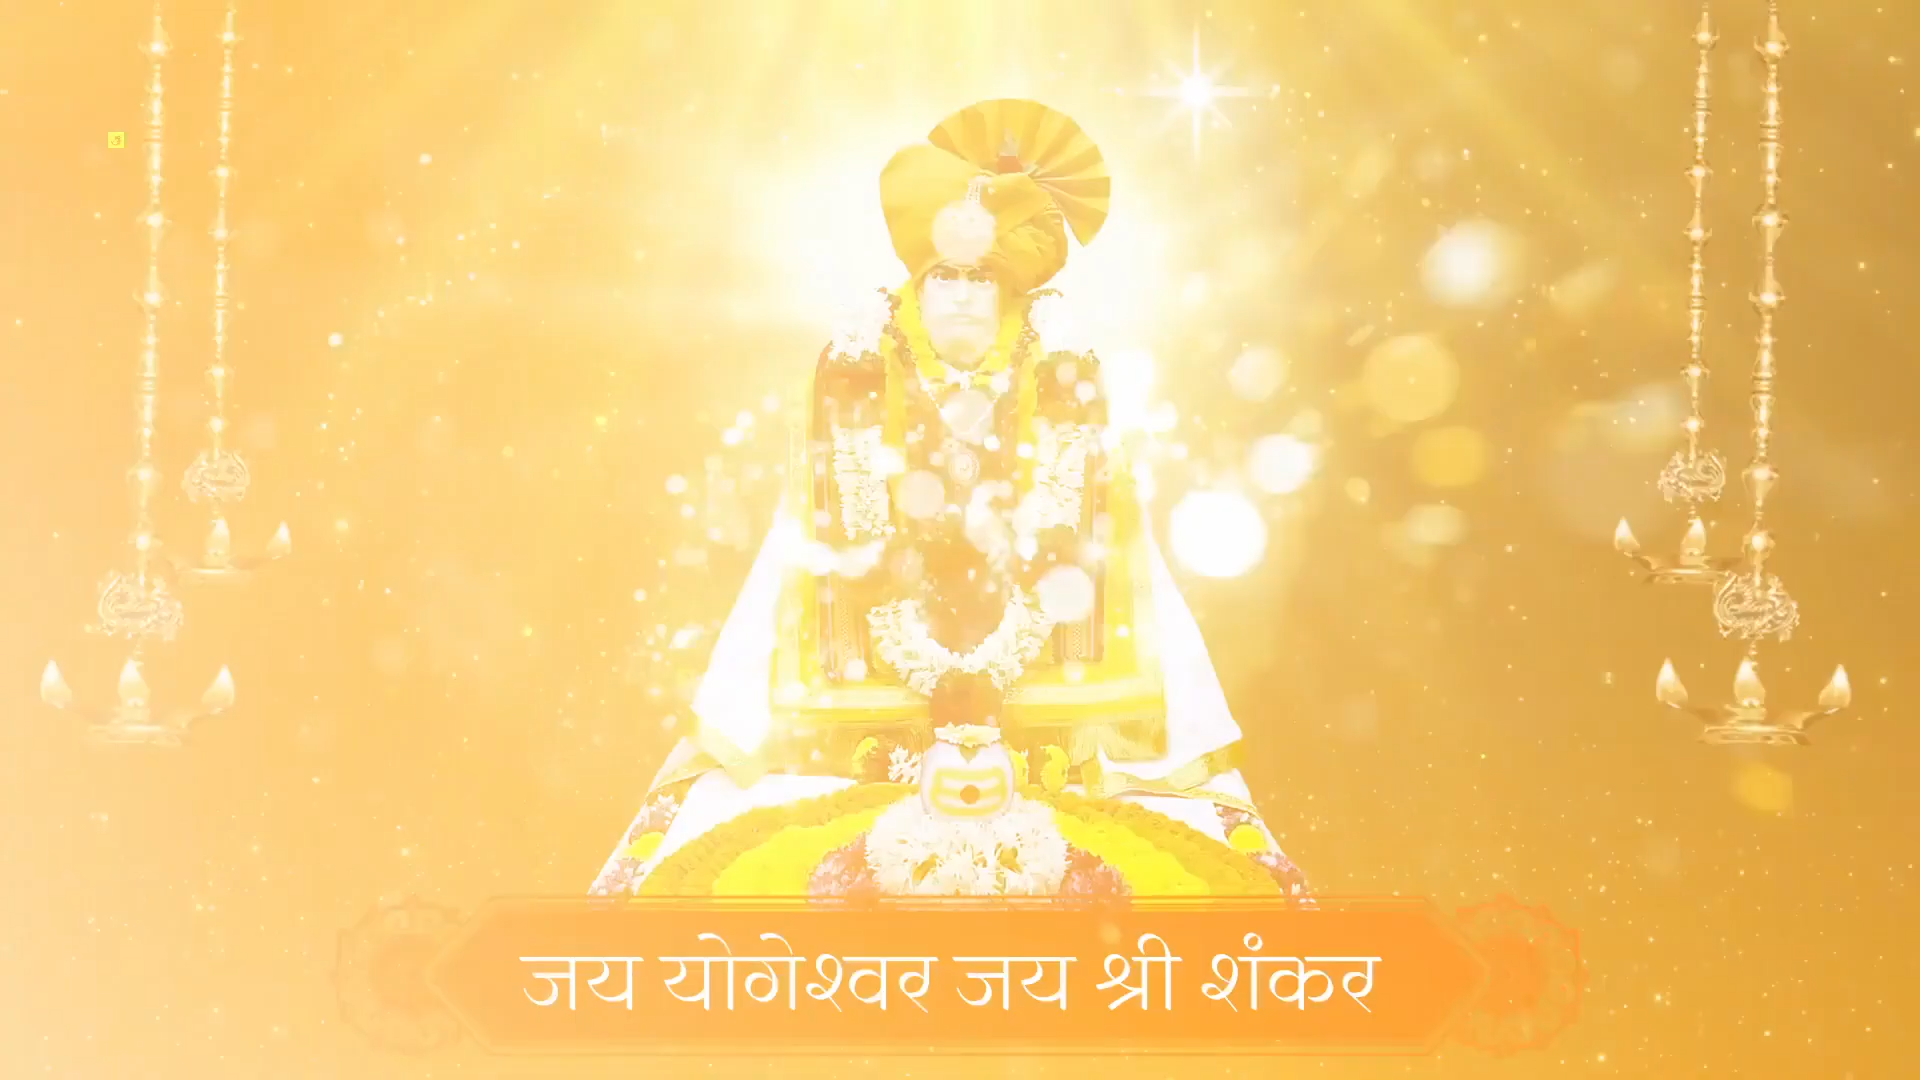 जय योगेश्वर जय श्री शंकर